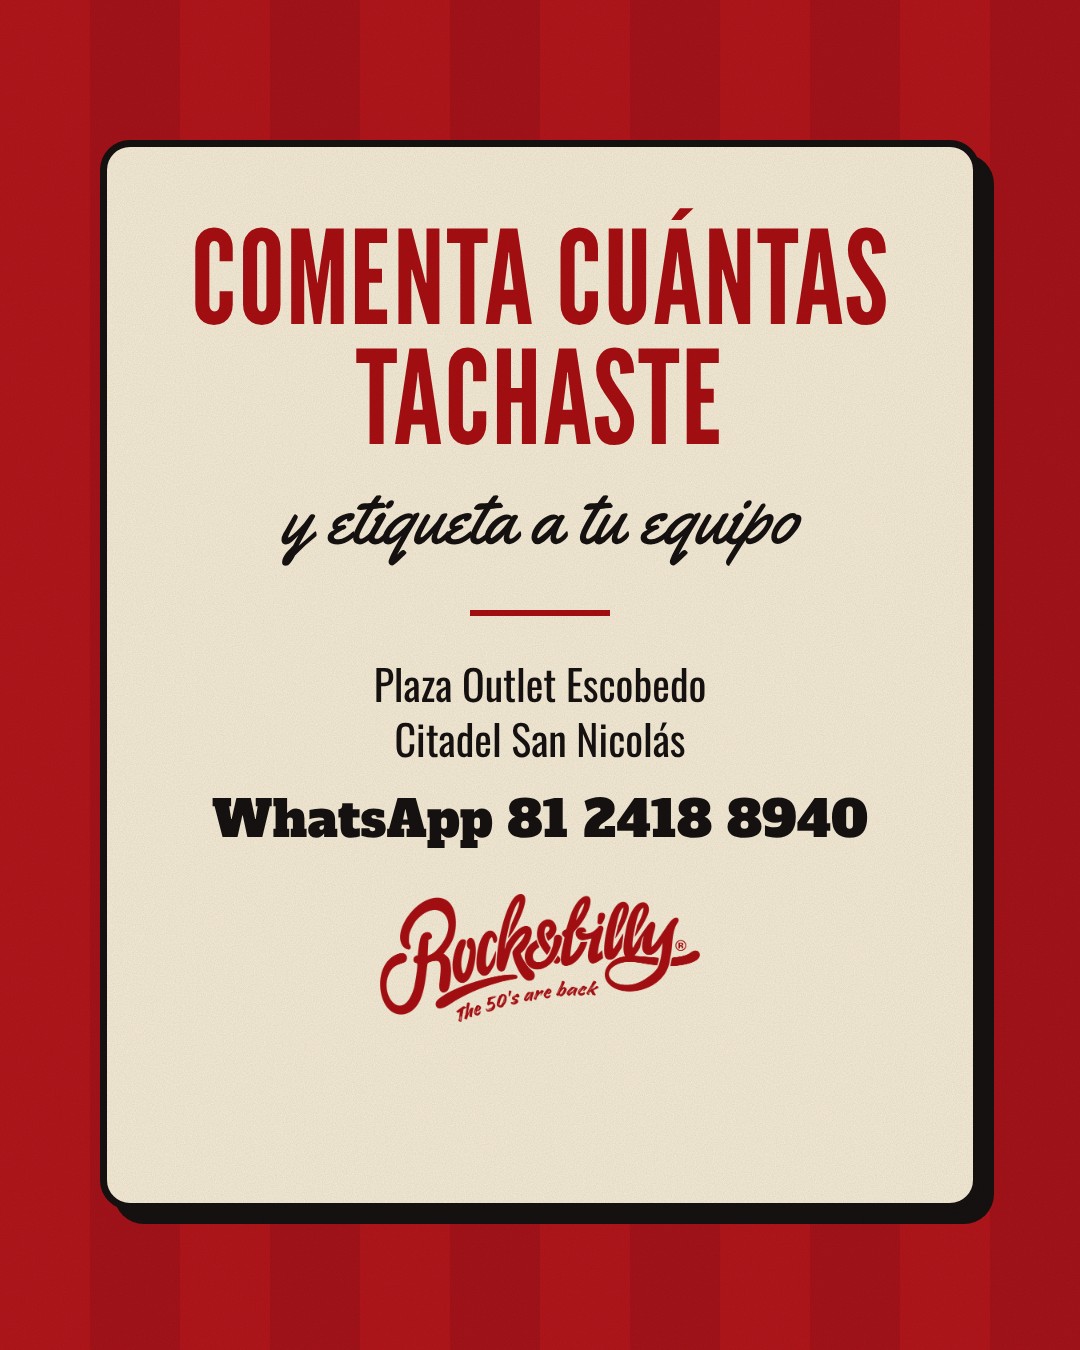 COMENTA CUÁNTAS
TACHASTE
y etiqueta a tu equipo
Plaza Outlet Escobedo
Citadel San Nicolás
WhatsApp 81 2418 8940
Rock&billy®
The 50's are back